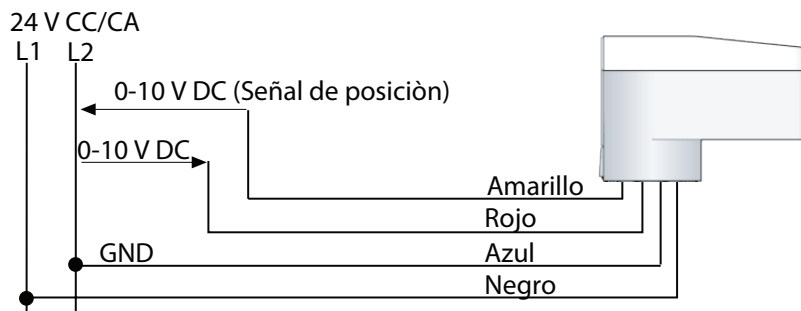 24 V CC/CA
L1 L2
0-10 V DC (Señal de posiciòn)
0-10 V DC
Amarillo
Rojo
GND
Azul
Negro